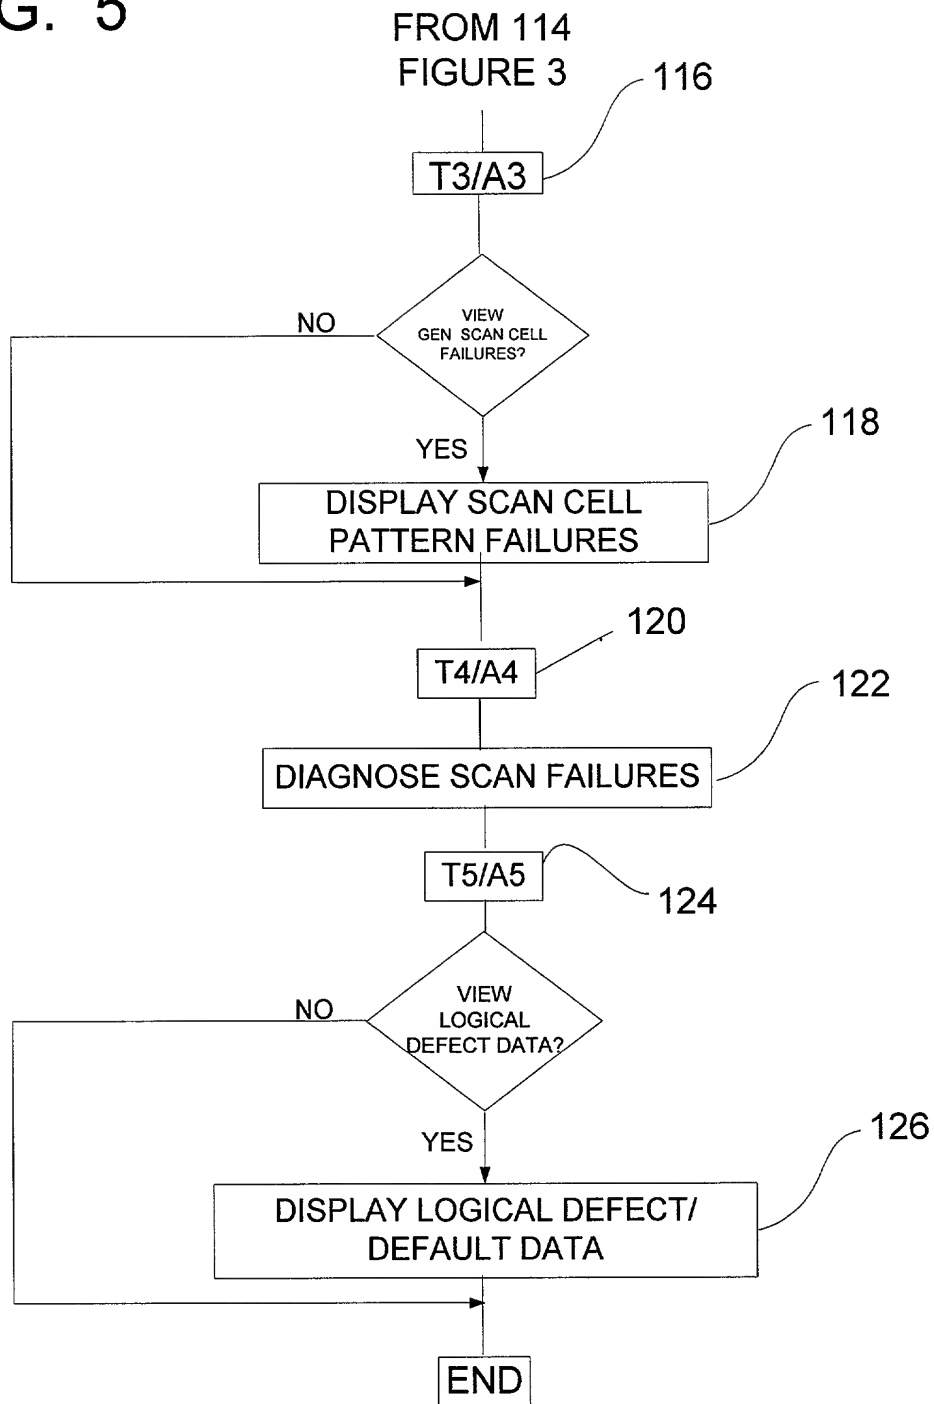 G. 5
FROM 114
FIGURE 3
116
T3/A3
VIEW
GEN SCAN CELL
FAILURES?
NO
YES
118
DISPLAY SCAN CELL
PATTERN FAILURES
120
T4/A4
122
DIAGNOSE SCAN FAILURES
T5/A5
124
VIEW
LOGICAL
DEFECT DATA?
NO
YES
126
DISPLAY LOGICAL DEFECT/
DEFAULT DATA
END